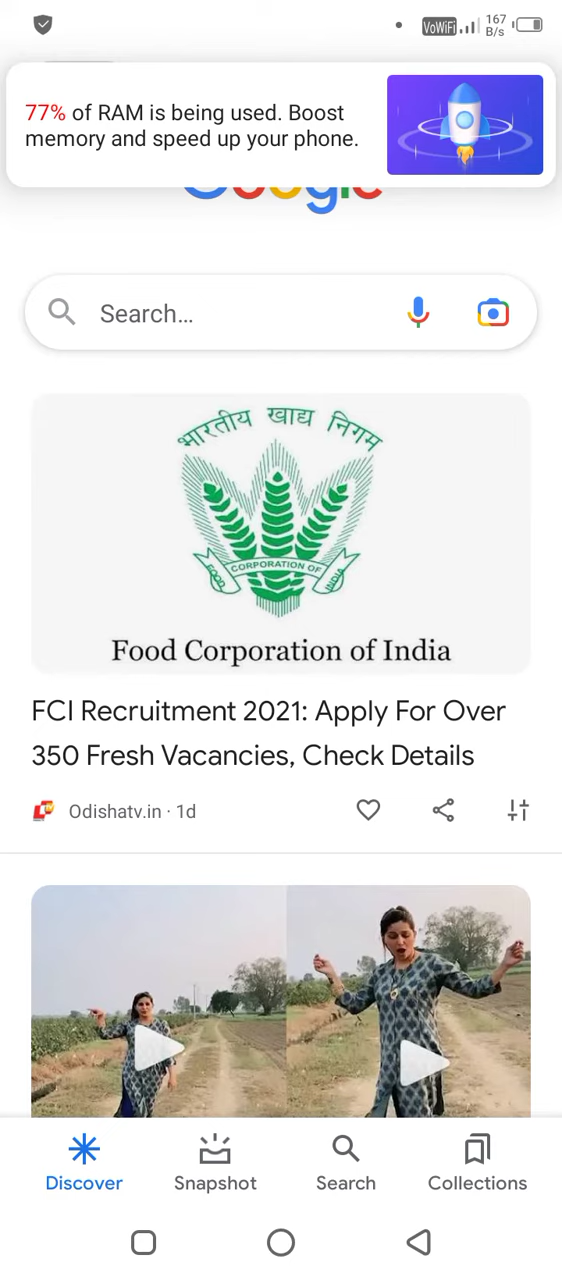 VoWiFi 167 B/s
77% of RAM is being used. Boost
memory and speed up your phone.
Google
Search...
भारतीय खाद्य निगम
FOOD CORPORATION OF INDIA
Food Corporation of India
FCI Recruitment 2021: Apply For Over
350 Fresh Vacancies, Check Details
Odishatv.in · 1d
Discover Snapshot Search Collections